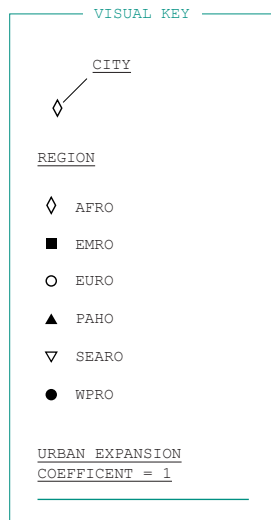 VISUAL KEY
CITY
REGION
AFRO
EMRO
EURO
PAHO
SEARO
WPRO
URBAN EXPANSION
COEFFICENT = 1